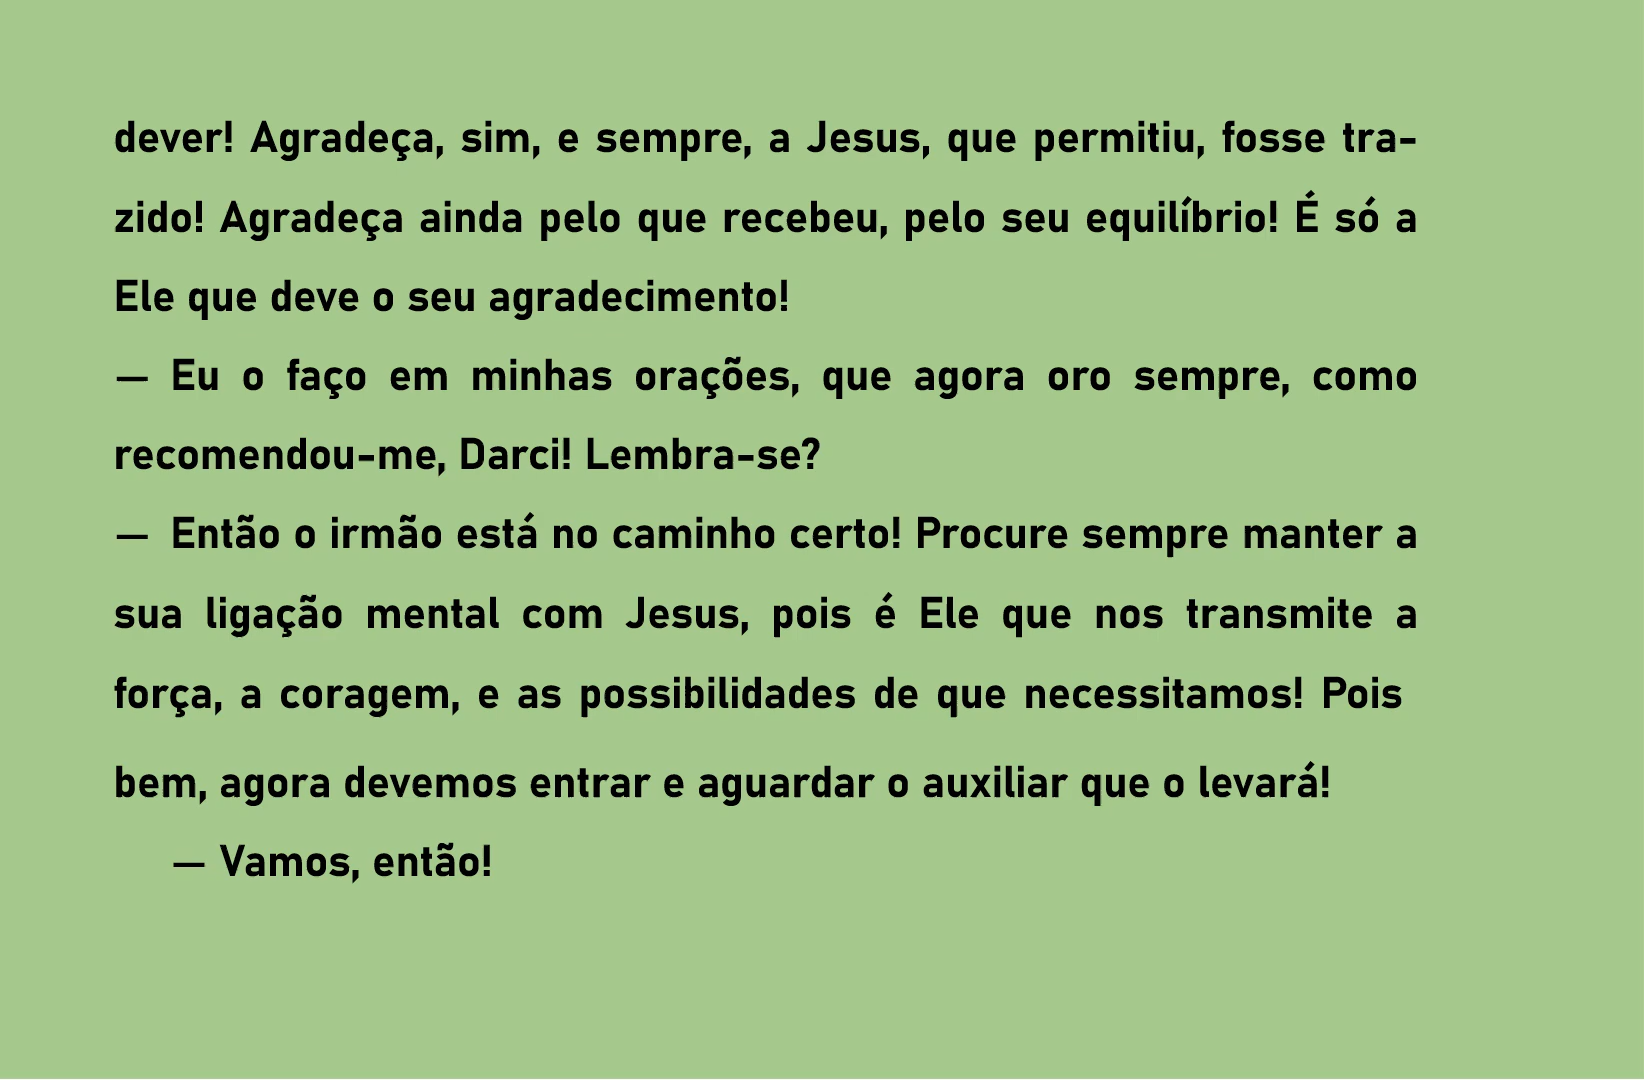 dever! Agradeça, sim, e sempre, a Jesus, que permitiu, fosse tra-
zido! Agradeça ainda pelo que recebeu, pelo seu equilíbrio! É só a
Ele que deve o seu agradecimento!
— Eu o faço em minhas orações, que agora oro sempre, como
recomendou-me, Darci! Lembra-se?
— Então o irmão está no caminho certo! Procure sempre manter a
sua ligação mental com Jesus, pois é Ele que nos transmite a
força, a coragem, e as possibilidades de que necessitamos! Pois
bem, agora devemos entrar e aguardar o auxiliar que o levará!
— Vamos, então!